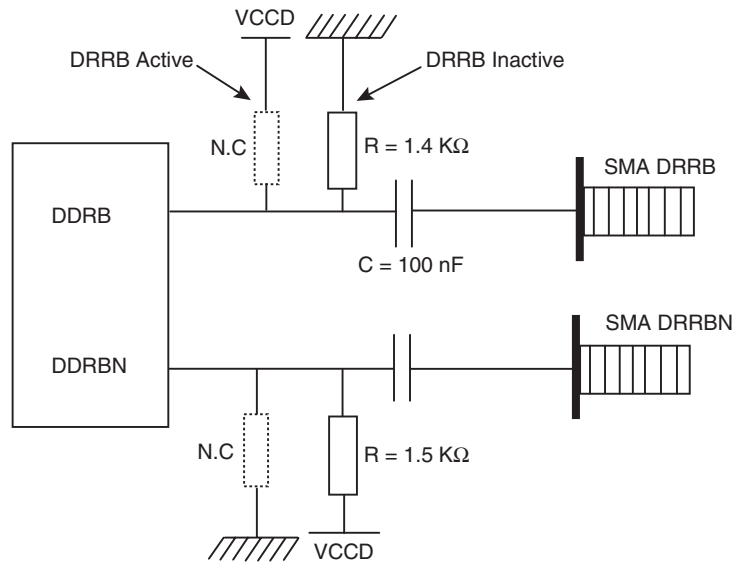 VCCD
DRRB Active
DRRB Inactive
N.C
R = 1.4 KΩ
SMA DRRB
DDRB
C = 100 nF
SMA DRRBN
DDRBN
N.C
R = 1.5 KΩ
VCCD